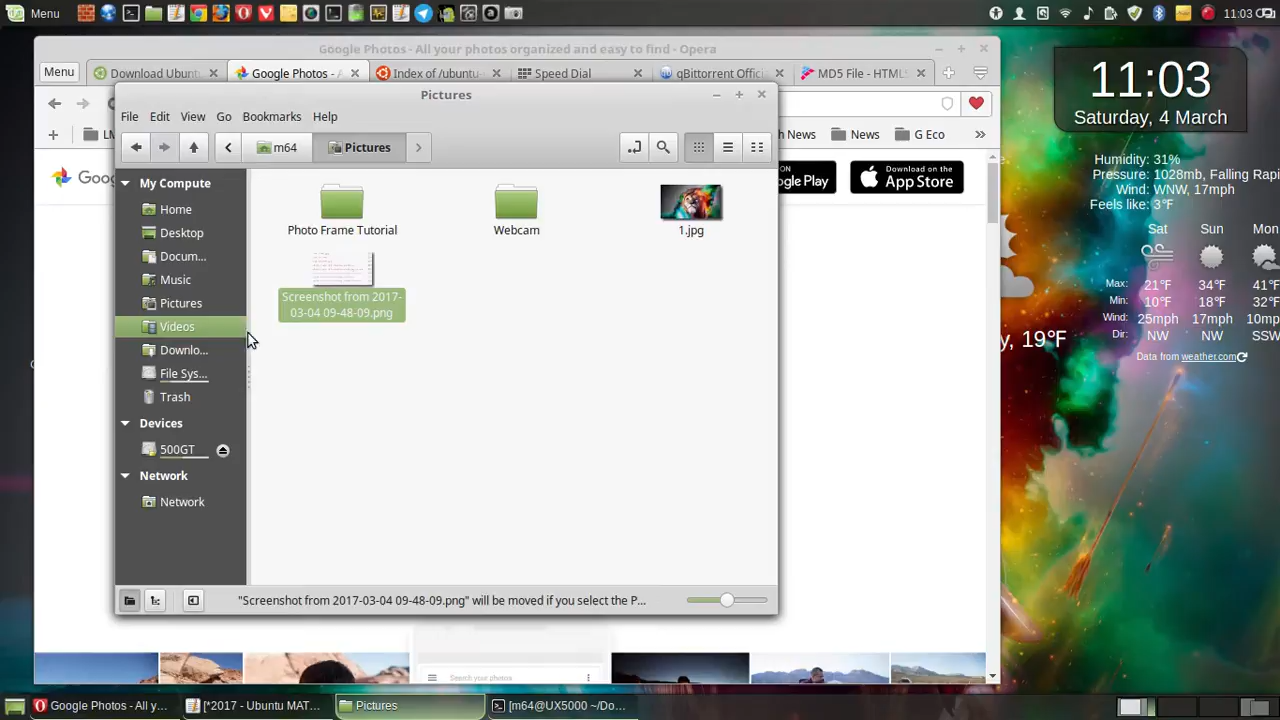 Menu
11:03
Google Photos - All your photos organized and easy to find - Opera
Menu
Download Ubunt
Google Photos - A
Index of /ubuntu-
Speed Dial
qBittorrent Offici
MD5 File - HTML
Pictures
File Edit View Go Bookmarks Help
h News
News
G Eco
LM
m64
Pictures
Goo
ogle Play
Download on the
App Store
My Compute
Home
Desktop
Docum...
Music
Pictures
Videos
Downlo...
File Sys...
Trash
Devices
500GT
Network
Network
Photo Frame Tutorial
Webcam
1.jpg
Screenshot from 2017-
03-04 09-48-09.png
"Screenshot from 2017-03-04 09-48-09.png" will be moved if you select the P...
Search your photos
11:03
Saturday, 4 March
Humidity: 31%
Pressure: 1028mb, Falling Rapi
Wind: WNW, 17mph
Feels like: 3°F
Sat Sun Mon
Max: 21°F 34°F 41°F
Min: 10°F 18°F 32°F
Wind: 25mph 17mph 10mp
Dir: NW NW SSW
y, 19°F
Data from weather.com
Google Photos - All y...
[*2017 - Ubuntu MAT...
Pictures
[m64@UX5000 ~/Do...